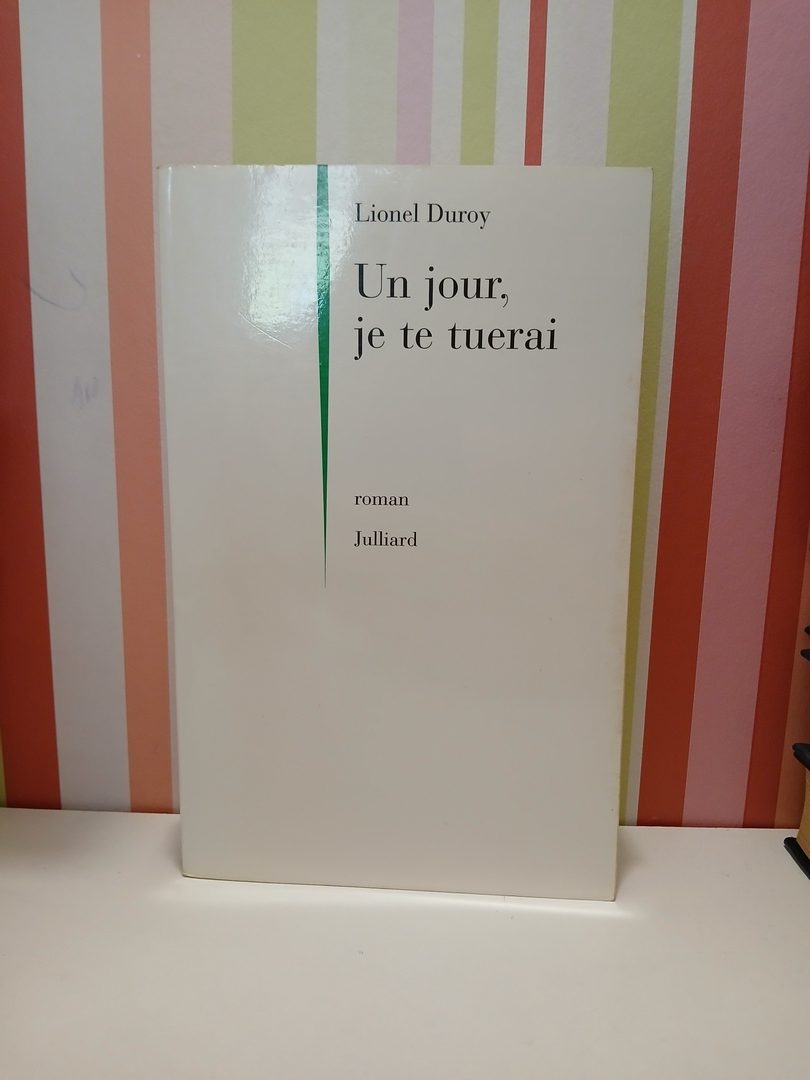 Lionel Duroy
Un jour,
je te tuerai
roman
Julliard